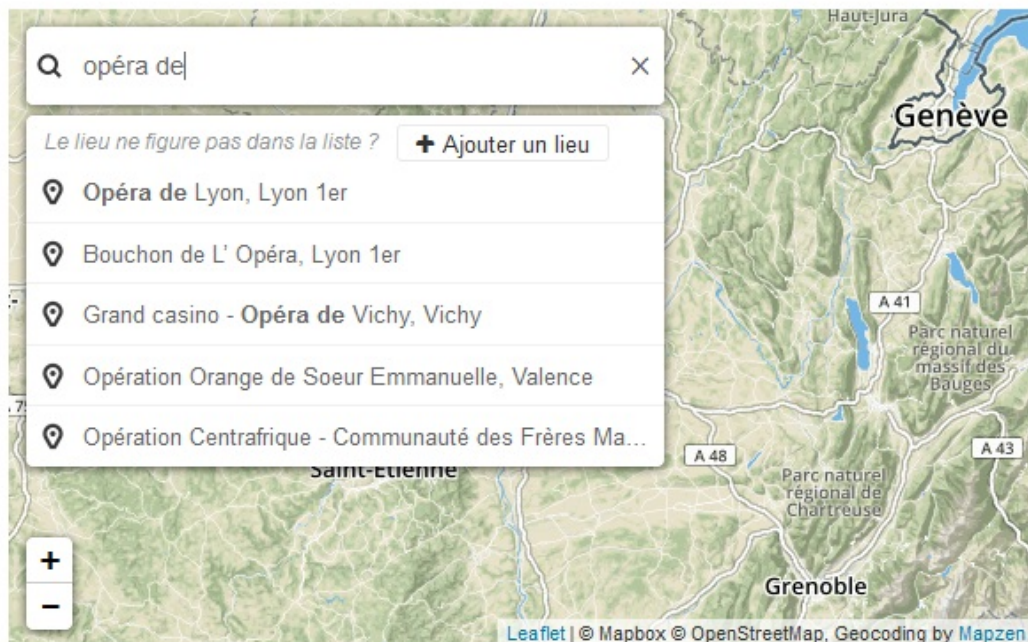 Haut-Jura
opéra de
Genève
Le lieu ne figure pas dans la liste ?
+ Ajouter un lieu
Opéra de Lyon, Lyon 1er
Bouchon de L' Opéra, Lyon 1er
Grand casino - Opéra de Vichy, Vichy
A 41
Parc naturel
régional du
massif des
Bauges
Opération Orange de Soeur Emmanuelle, Valence
Opération Centrafrique - Communauté des Frères Ma...
Saint-Étienne
A 48
A 43
Parc naturel
régional de
Chartreuse
+
−
Grenoble
Leaflet | © Mapbox © OpenStreetMap, Geocoding by Mapzen